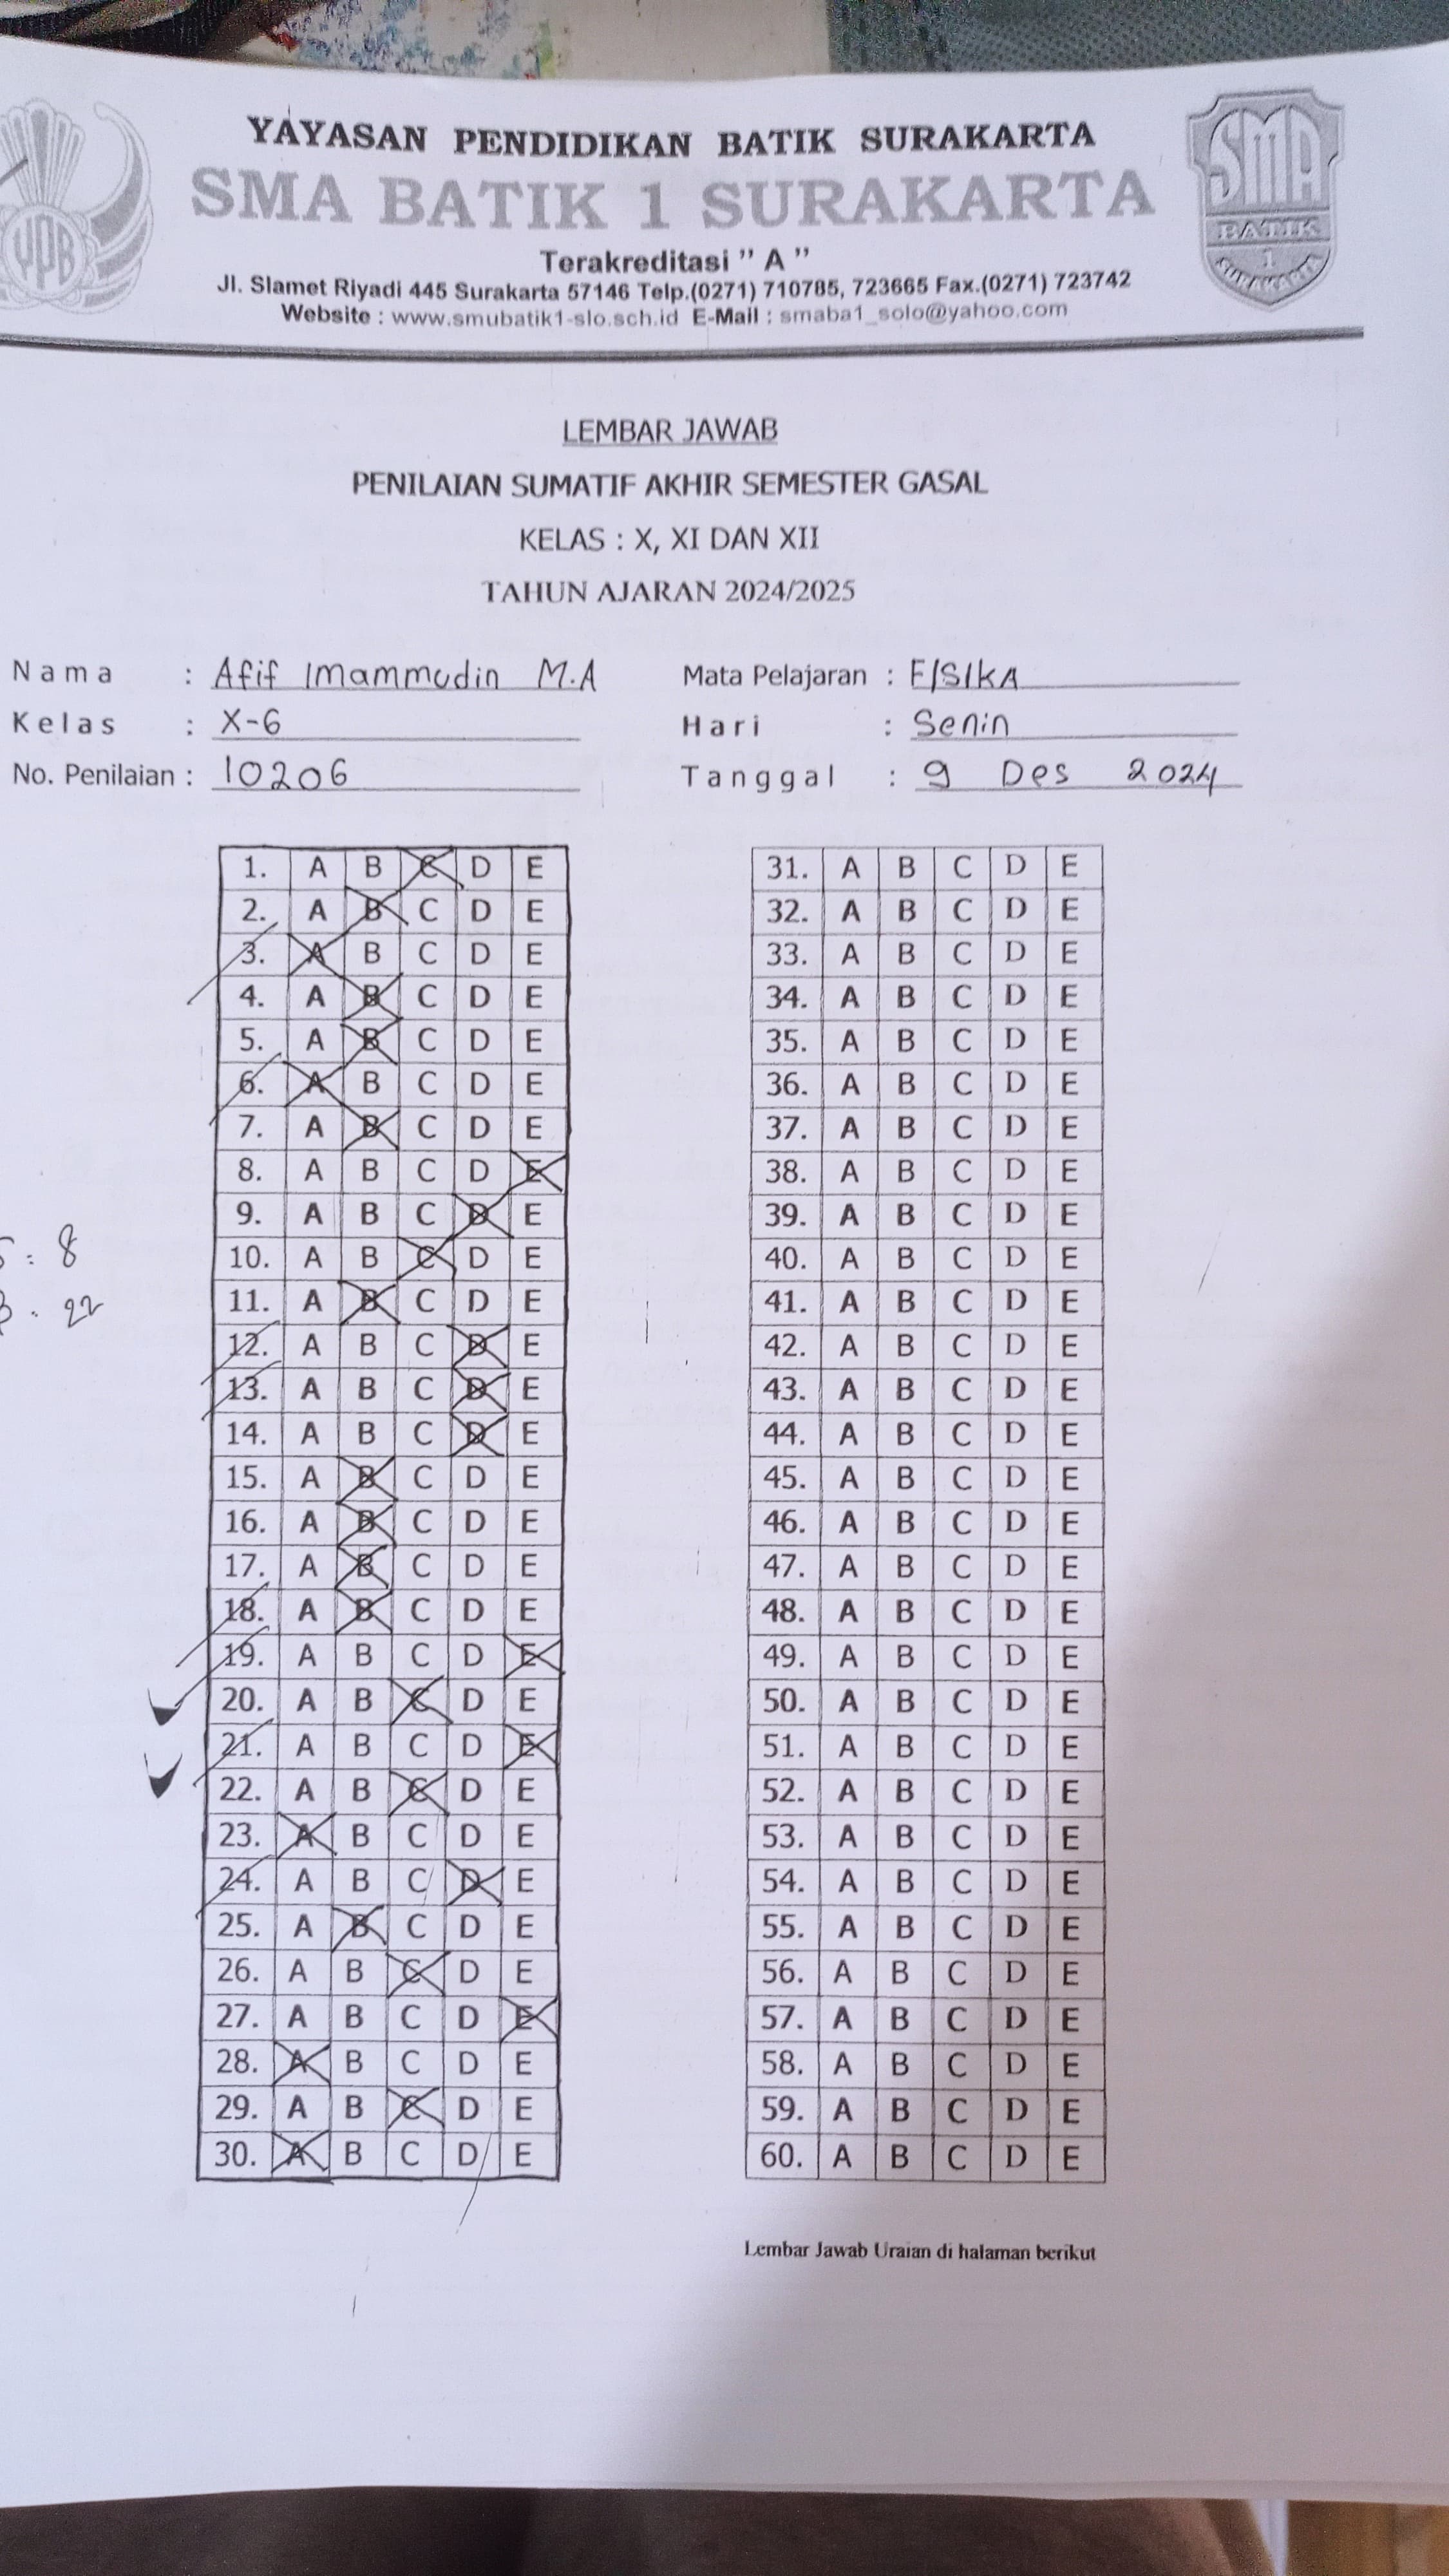 YAYASAN PENDIDIKAN BATIK SURAKARTA
SMA BATIK 1 SURAKARTA
Terakreditasi " A "
Jl. Slamet Riyadi 445 Surakarta 57146 Telp.(0271) 710785, 723665 Fax.(0271) 723742
Website : www.smubatik1-slo.sch.id E-Mail : smaba1_solo@yahoo.com
YPB
SMA
BATIK
1
SURAKARTA
LEMBAR JAWAB
PENILAIAN SUMATIF AKHIR SEMESTER GASAL
KELAS : X, XI DAN XII
TAHUN AJARAN 2024/2025
Nama : Afif Imammudin M.A
Kelas : X-6
No. Penilaian : 10206
Mata Pelajaran : FISIKA
Hari : Senin
Tanggal : 9 Des 2024
1. A B C D E
2. A B C D E
3. A B C D E
4. A B C D E
5. A B C D E
6. A B C D E
7. A B C D E
8. A B C D E
9. A B C D E
10. A B C D E
11. A B C D E
12. A B C D E
13. A B C D E
14. A B C D E
15. A B C D E
16. A B C D E
17. A B C D E
18. A B C D E
19. A B C D E
20. A B C D E
21. A B C D E
22. A B C D E
23. A B C D E
24. A B C D E
25. A B C D E
26. A B C D E
27. A B C D E
28. A B C D E
29. A B C D E
30. A B C D E
: 8
: 22
31. A B C D E
32. A B C D E
33. A B C D E
34. A B C D E
35. A B C D E
36. A B C D E
37. A B C D E
38. A B C D E
39. A B C D E
40. A B C D E
41. A B C D E
42. A B C D E
43. A B C D E
44. A B C D E
45. A B C D E
46. A B C D E
47. A B C D E
48. A B C D E
49. A B C D E
50. A B C D E
51. A B C D E
52. A B C D E
53. A B C D E
54. A B C D E
55. A B C D E
56. A B C D E
57. A B C D E
58. A B C D E
59. A B C D E
60. A B C D E
Lembar Jawab Uraian di halaman berikut